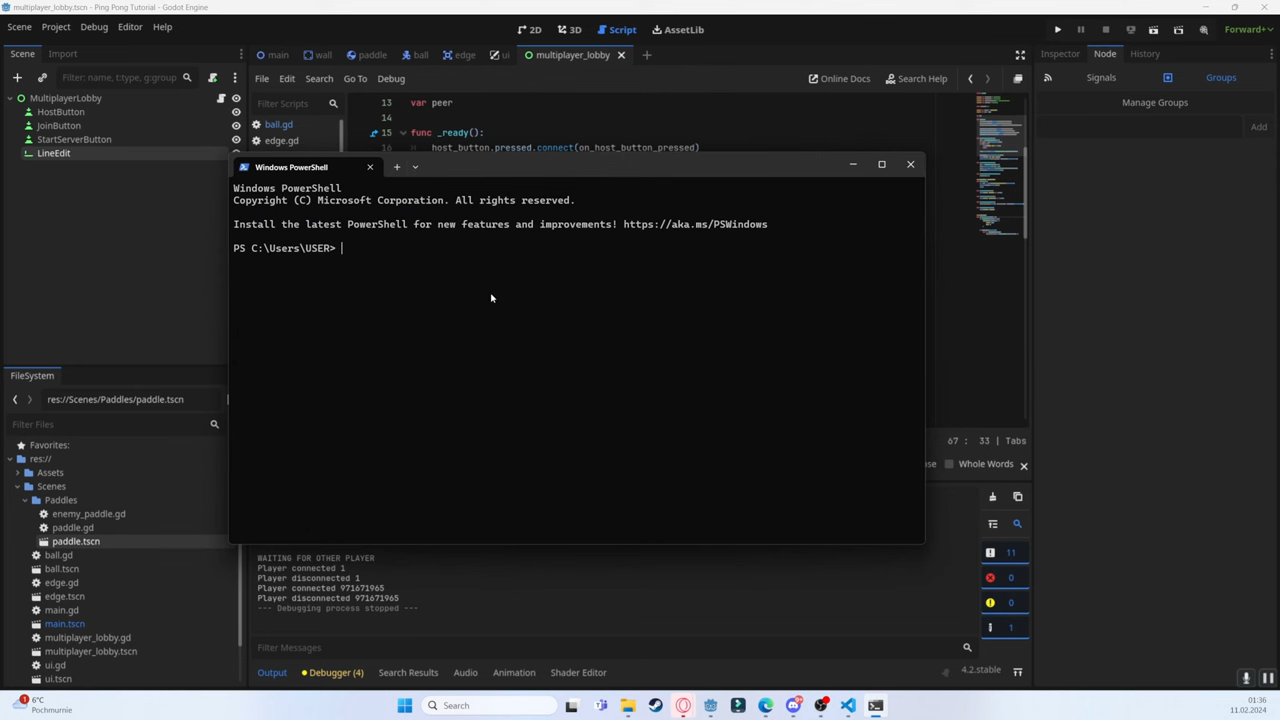 multiplayer_lobby.tscn - Ping Pong Tutorial - Godot Engine
Scene Project Debug Editor Help
2D 3D Script AssetLib
Forward+
Scene Import
main wall paddle ball edge ui multiplayer_lobby
Inspector Node History
Filter: name, t:type, g:group
File Edit Search Go To Debug
Online Docs Search Help
Signals Groups
MultiplayerLobby
HostButton
JoinButton
StartServerButton
LineEdit
Filter Scripts
ball.gd
edge.gd
13 var peer
14
15 func _ready():
host_button.pressed.connect(on_host_button_pressed)
Manage Groups
Add
Windows PowerShell
Windows PowerShell
Copyright (C) Microsoft Corporation. All rights reserved.
Install the latest PowerShell for new features and improvements! https://aka.ms/PSWindows
PS C:\Users\USER>
67 : 33 | Tabs
Whole Words
FileSystem
res://Scenes/Paddles/paddle.tscn
Filter Files
Favorites:
res://
Assets
Scenes
Paddles
enemy_paddle.gd
paddle.gd
paddle.tscn
ball.gd
ball.tscn
edge.gd
edge.tscn
main.gd
main.tscn
multiplayer_lobby.gd
multiplayer_lobby.tscn
ui.gd
ui.tscn
WAITING FOR OTHER PLAYER
Player connected 1
Player disconnected 1
Player connected 971671965
Player disconnected 971671965
--- Debugging process stopped ---
11
0
0
1
Filter Messages
Output Debugger (4) Search Results Audio Animation Shader Editor
4.2.stable
6°C
Pochmurnie
Search
01:36
11.02.2024